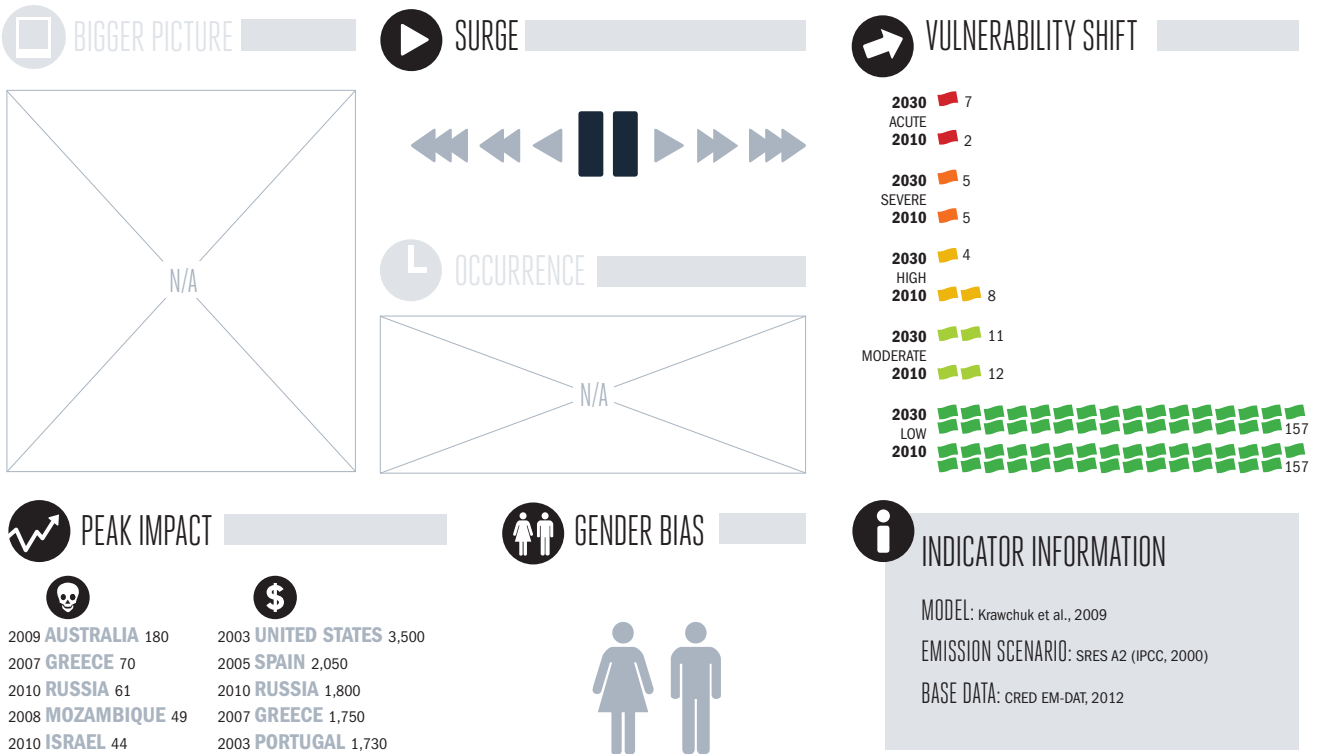 BIGGER PICTURE
N/A
SURGE
OCCURRENCE
N/A
VULNERABILITY SHIFT
2030 7
ACUTE
2010 2
2030 5
SEVERE
2010 5
2030 4
HIGH
2010 8
2030 11
MODERATE
2010 12
2030
LOW 157
2010
157
PEAK IMPACT
$
2009 AUSTRALIA 180
2007 GREECE 70
2010 RUSSIA 61
2008 MOZAMBIQUE 49
2010 ISRAEL 44
2003 UNITED STATES 3,500
2005 SPAIN 2,050
2010 RUSSIA 1,800
2007 GREECE 1,750
2003 PORTUGAL 1,730
GENDER BIAS
INDICATOR INFORMATION
MODEL: Krawchuk et al., 2009
EMISSION SCENARIO: SRES A2 (IPCC, 2000)
BASE DATA: CRED EM-DAT, 2012